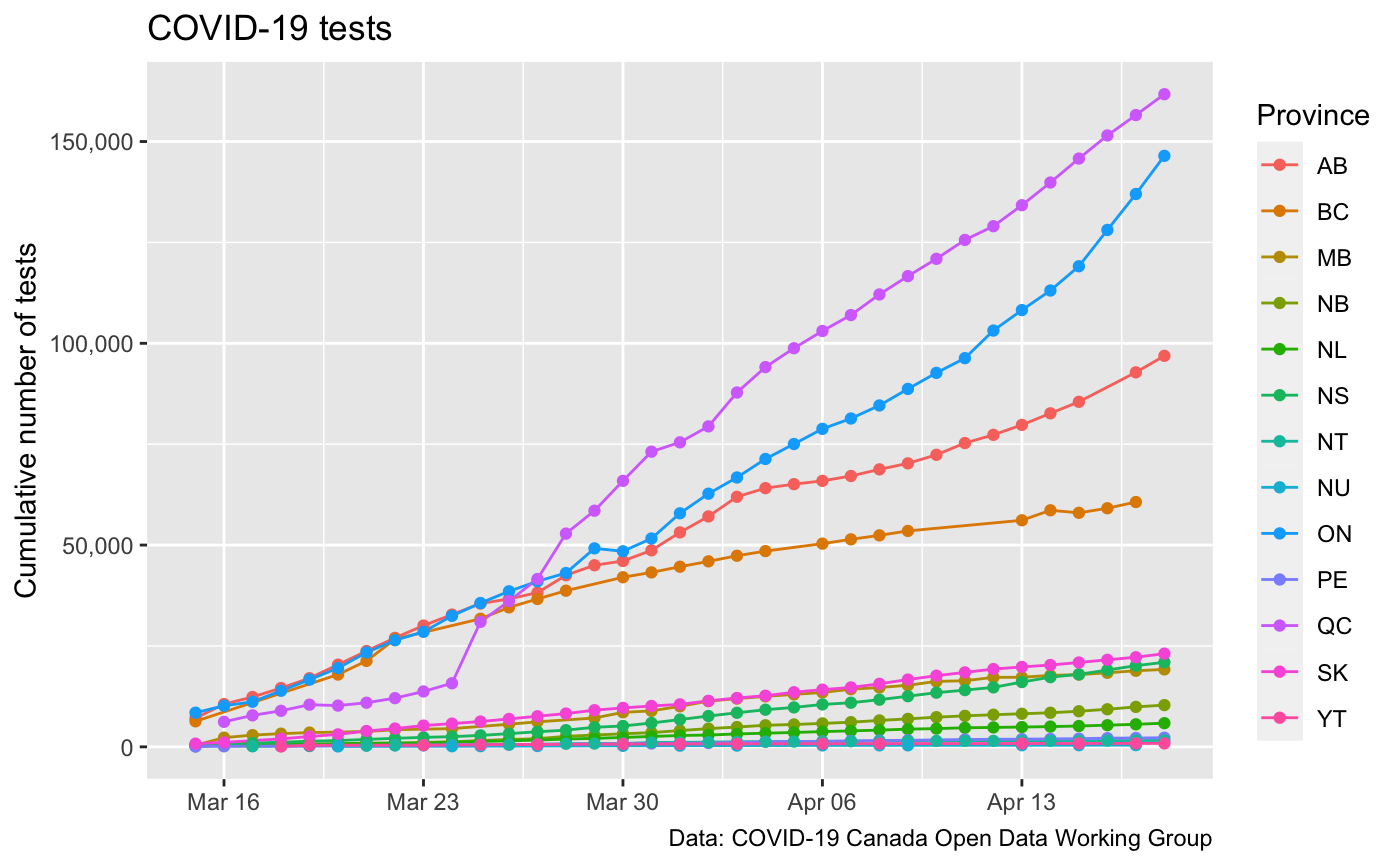 COVID-19 tests
Cumulative number of tests
150,000
100,000
50,000
0
Mar 16
Mar 23
Mar 30
Apr 06
Apr 13
Data: COVID-19 Canada Open Data Working Group
Province
AB
BC
MB
NB
NL
NS
NT
NU
ON
PE
QC
SK
YT